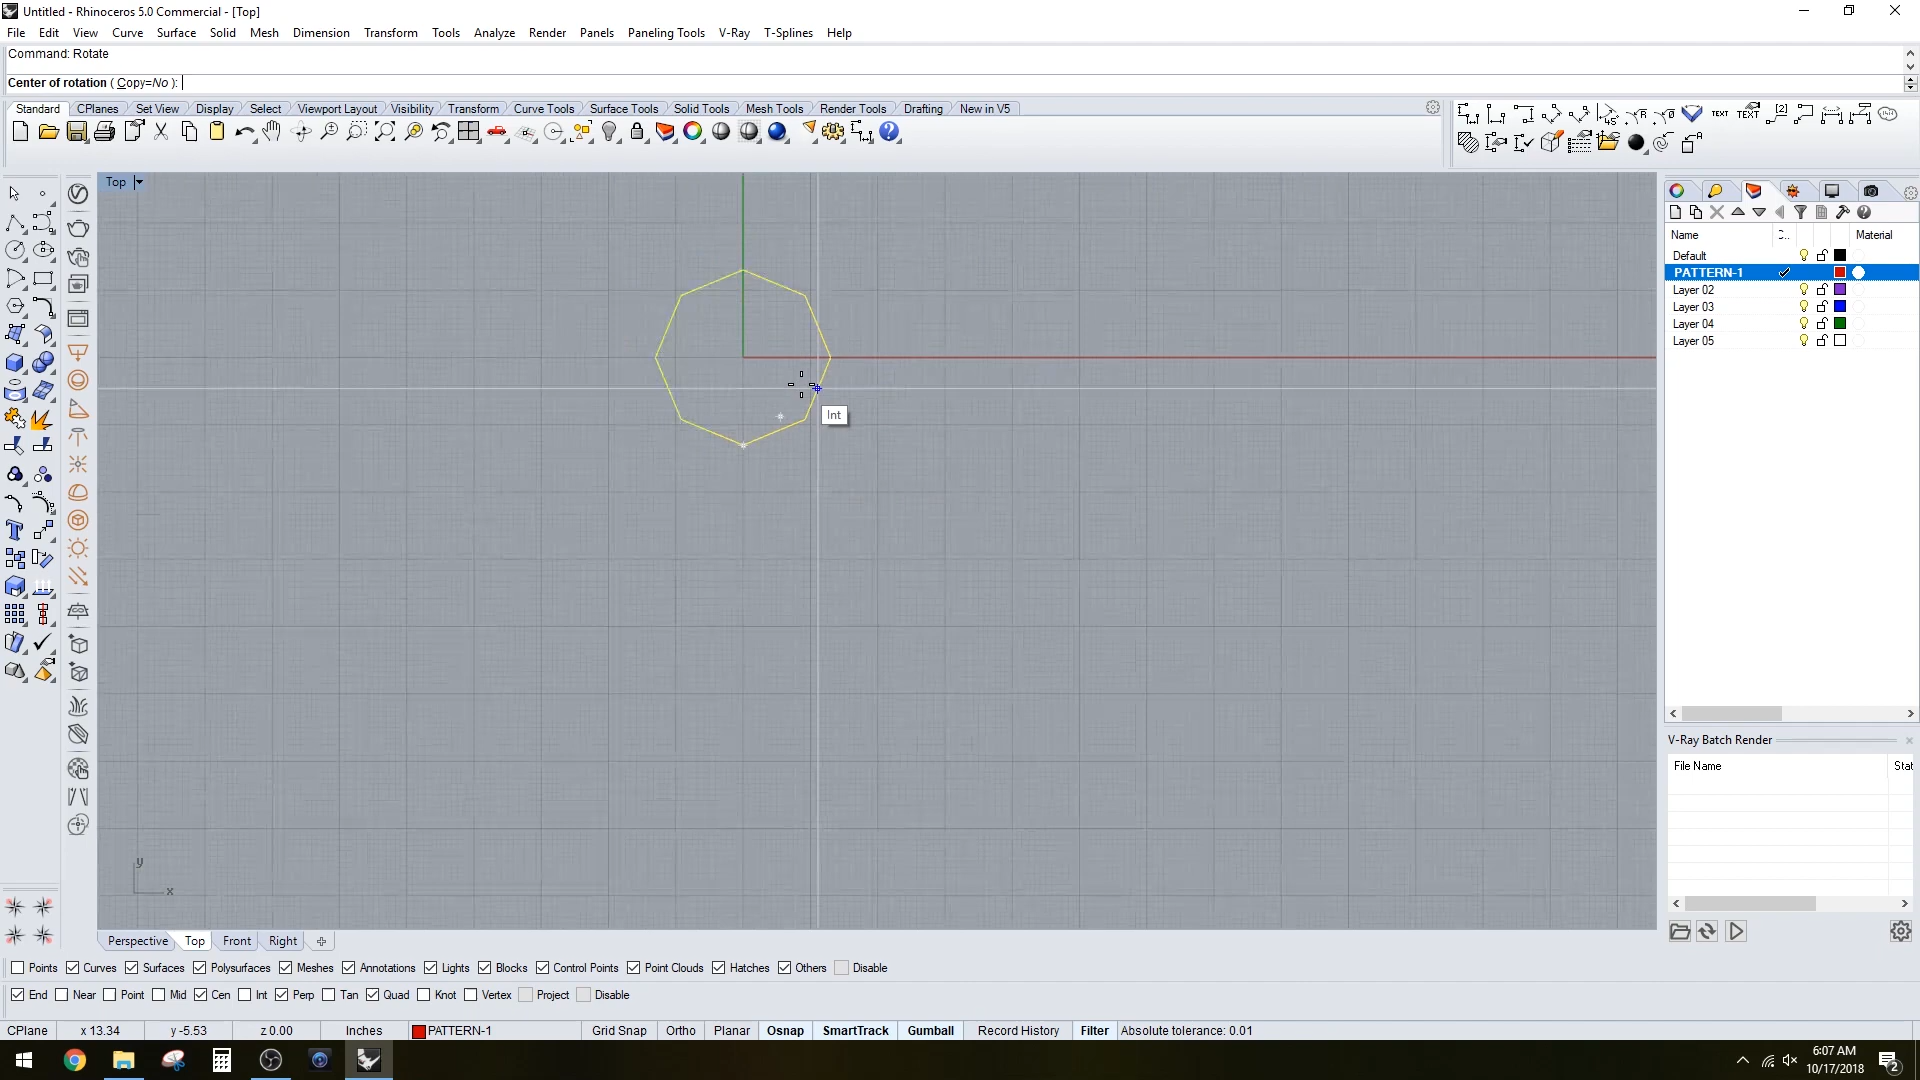 Untitled - Rhinoceros 5.0 Commercial - [Top]
File Edit View Curve Surface Solid Mesh Dimension Transform Tools Analyze Render Panels Paneling Tools V-Ray T-Splines Help
Command: Rotate
Center of rotation ( Copy=No ):
Standard CPlanes Set View Display Select Viewport Layout Visibility Transform Curve Tools Surface Tools Solid Tools Mesh Tools Render Tools Drafting New in V5
TEXT TEXT
Top
Name Material
Default
PATTERN-1
Layer 02
Layer 03
Layer 04
Layer 05
Int
V-Ray Batch Render
File Name Stat
y
x
Perspective Top Front Right
Points Curves Surfaces Polysurfaces Meshes Annotations Lights Blocks Control Points Point Clouds Hatches Others Disable
End Near Point Mid Cen Int Perp Tan Quad Knot Vertex Project Disable
CPlane x 13.34 y -5.53 z 0.00 Inches PATTERN-1 Grid Snap Ortho Planar Osnap SmartTrack Gumball Record History Filter Absolute tolerance: 0.01
6:07 AM
10/17/2018
2